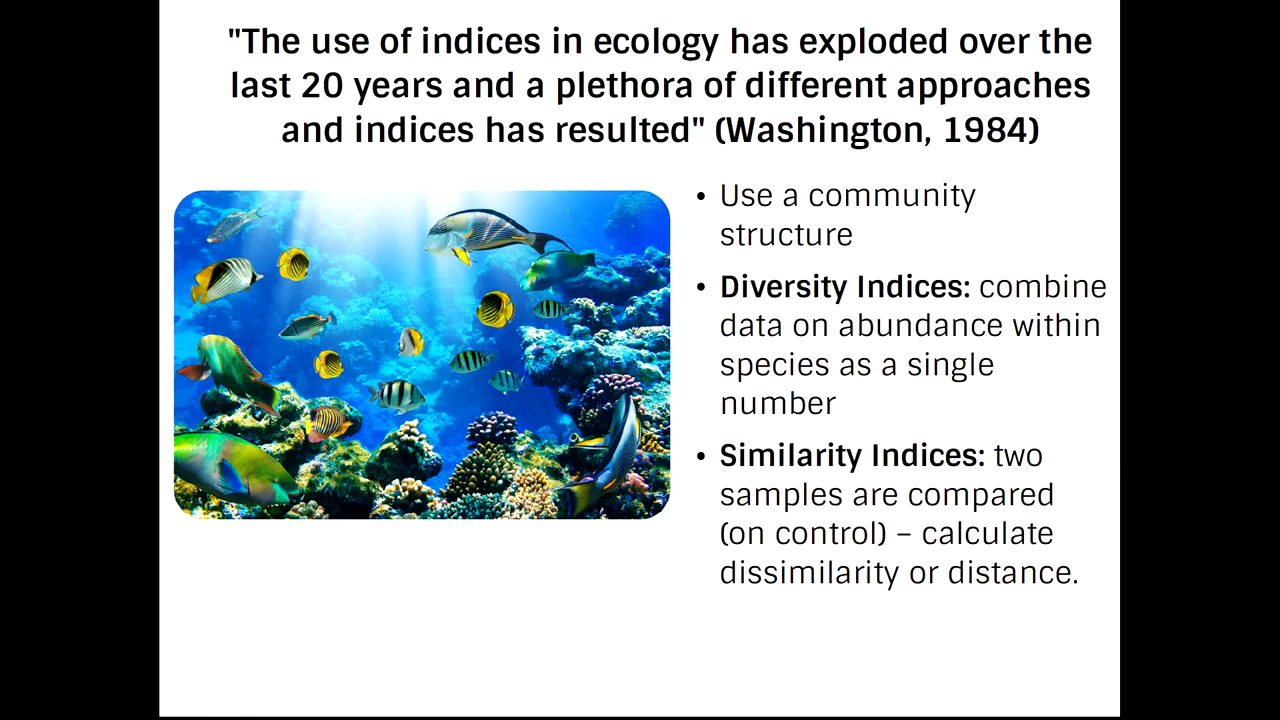 "The use of indices in ecology has exploded over the
last 20 years and a plethora of different approaches
and indices has resulted" (Washington, 1984)
• Use a community
structure
• Diversity Indices: combine
data on abundance within
species as a single
number
• Similarity Indices: two
samples are compared
(on control) – calculate
dissimilarity or distance.